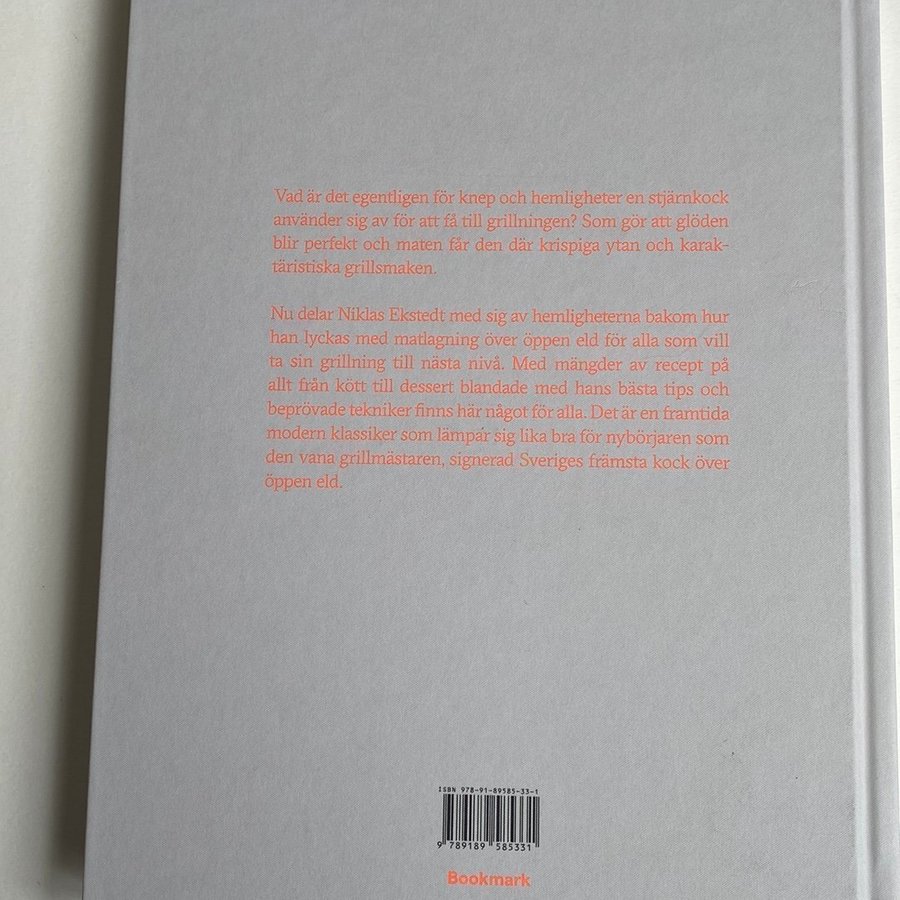 Vad är det egentligen för knep och hemligheter en stjärnkock
använder sig av för att få till grillningen? Som gör att glöden
blir perfekt och maten får den där krispiga ytan och karak-
täristiska grillsmaken.
Nu delar Niklas Ekstedt med sig av hemligheterna bakom hur
han lyckas med matlagning över öppen eld för alla som vill
ta sin grillning till nästa nivå. Med mängder av recept på
allt från kött till dessert blandade med hans bästa tips och
beprövade tekniker finns här något för alla. Det är en framtida
modern klassiker som lämpar sig lika bra för nybörjaren som
den vana grillmästaren, signerad Sveriges främsta kock över
öppen eld.
ISBN 978-91-89585-33-1
9 789189 585331
Bookmark